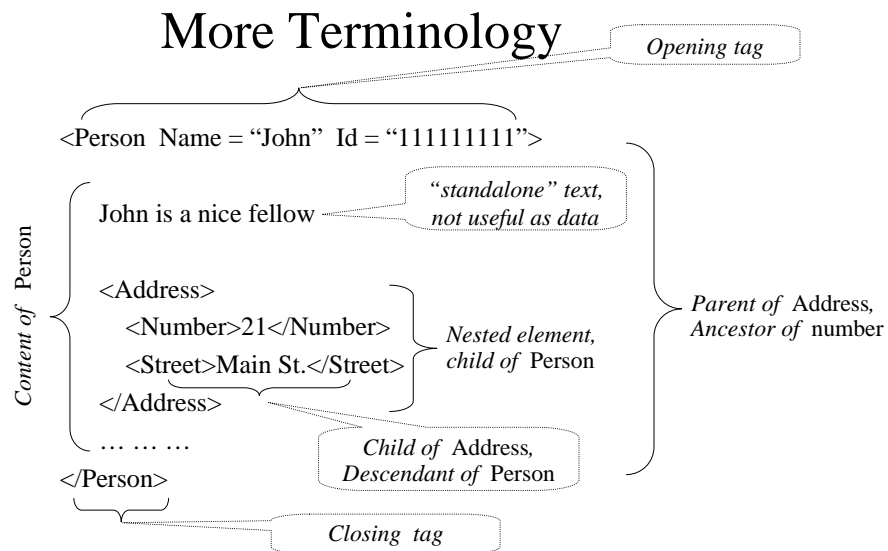 More Terminology
Opening tag
<Person Name = “John” Id = “111111111”>
“standalone” text,
not useful as data
John is a nice fellow
Content of Person
<Address>
<Number>21</Number>
<Street>Main St.</Street>
</Address>
Nested element,
child of Person
Parent of Address,
Ancestor of number
… … …
Child of Address,
Descendant of Person
</Person>
Closing tag